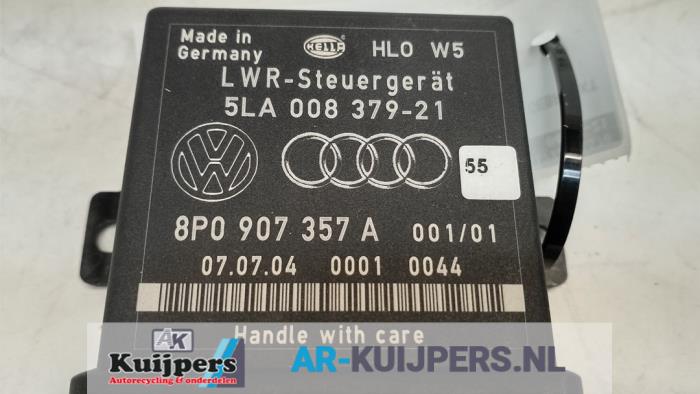 Made in
Germany
HELLA
HLO W5
LWR-Steuergerät
5LA 008 379-21
55
8P0 907 357 A 001/01
07.07.04 0001 0044
Handle with care
AK
Kuijpers
Autorecycling & onderdelen
AR-KUIJPERS.NL